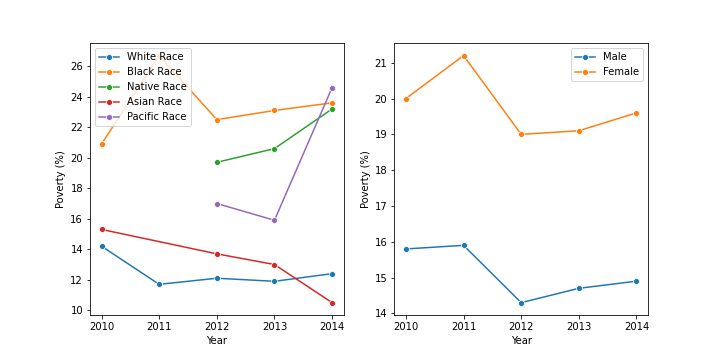 White Race
Black Race
Native Race
Asian Race
Pacific Race
26
24
22
20
18
16
14
12
10
Poverty (%)
2010 2011 2012 2013 2014
Year
Male
Female
21
20
19
18
17
16
15
14
Poverty (%)
2010 2011 2012 2013 2014
Year